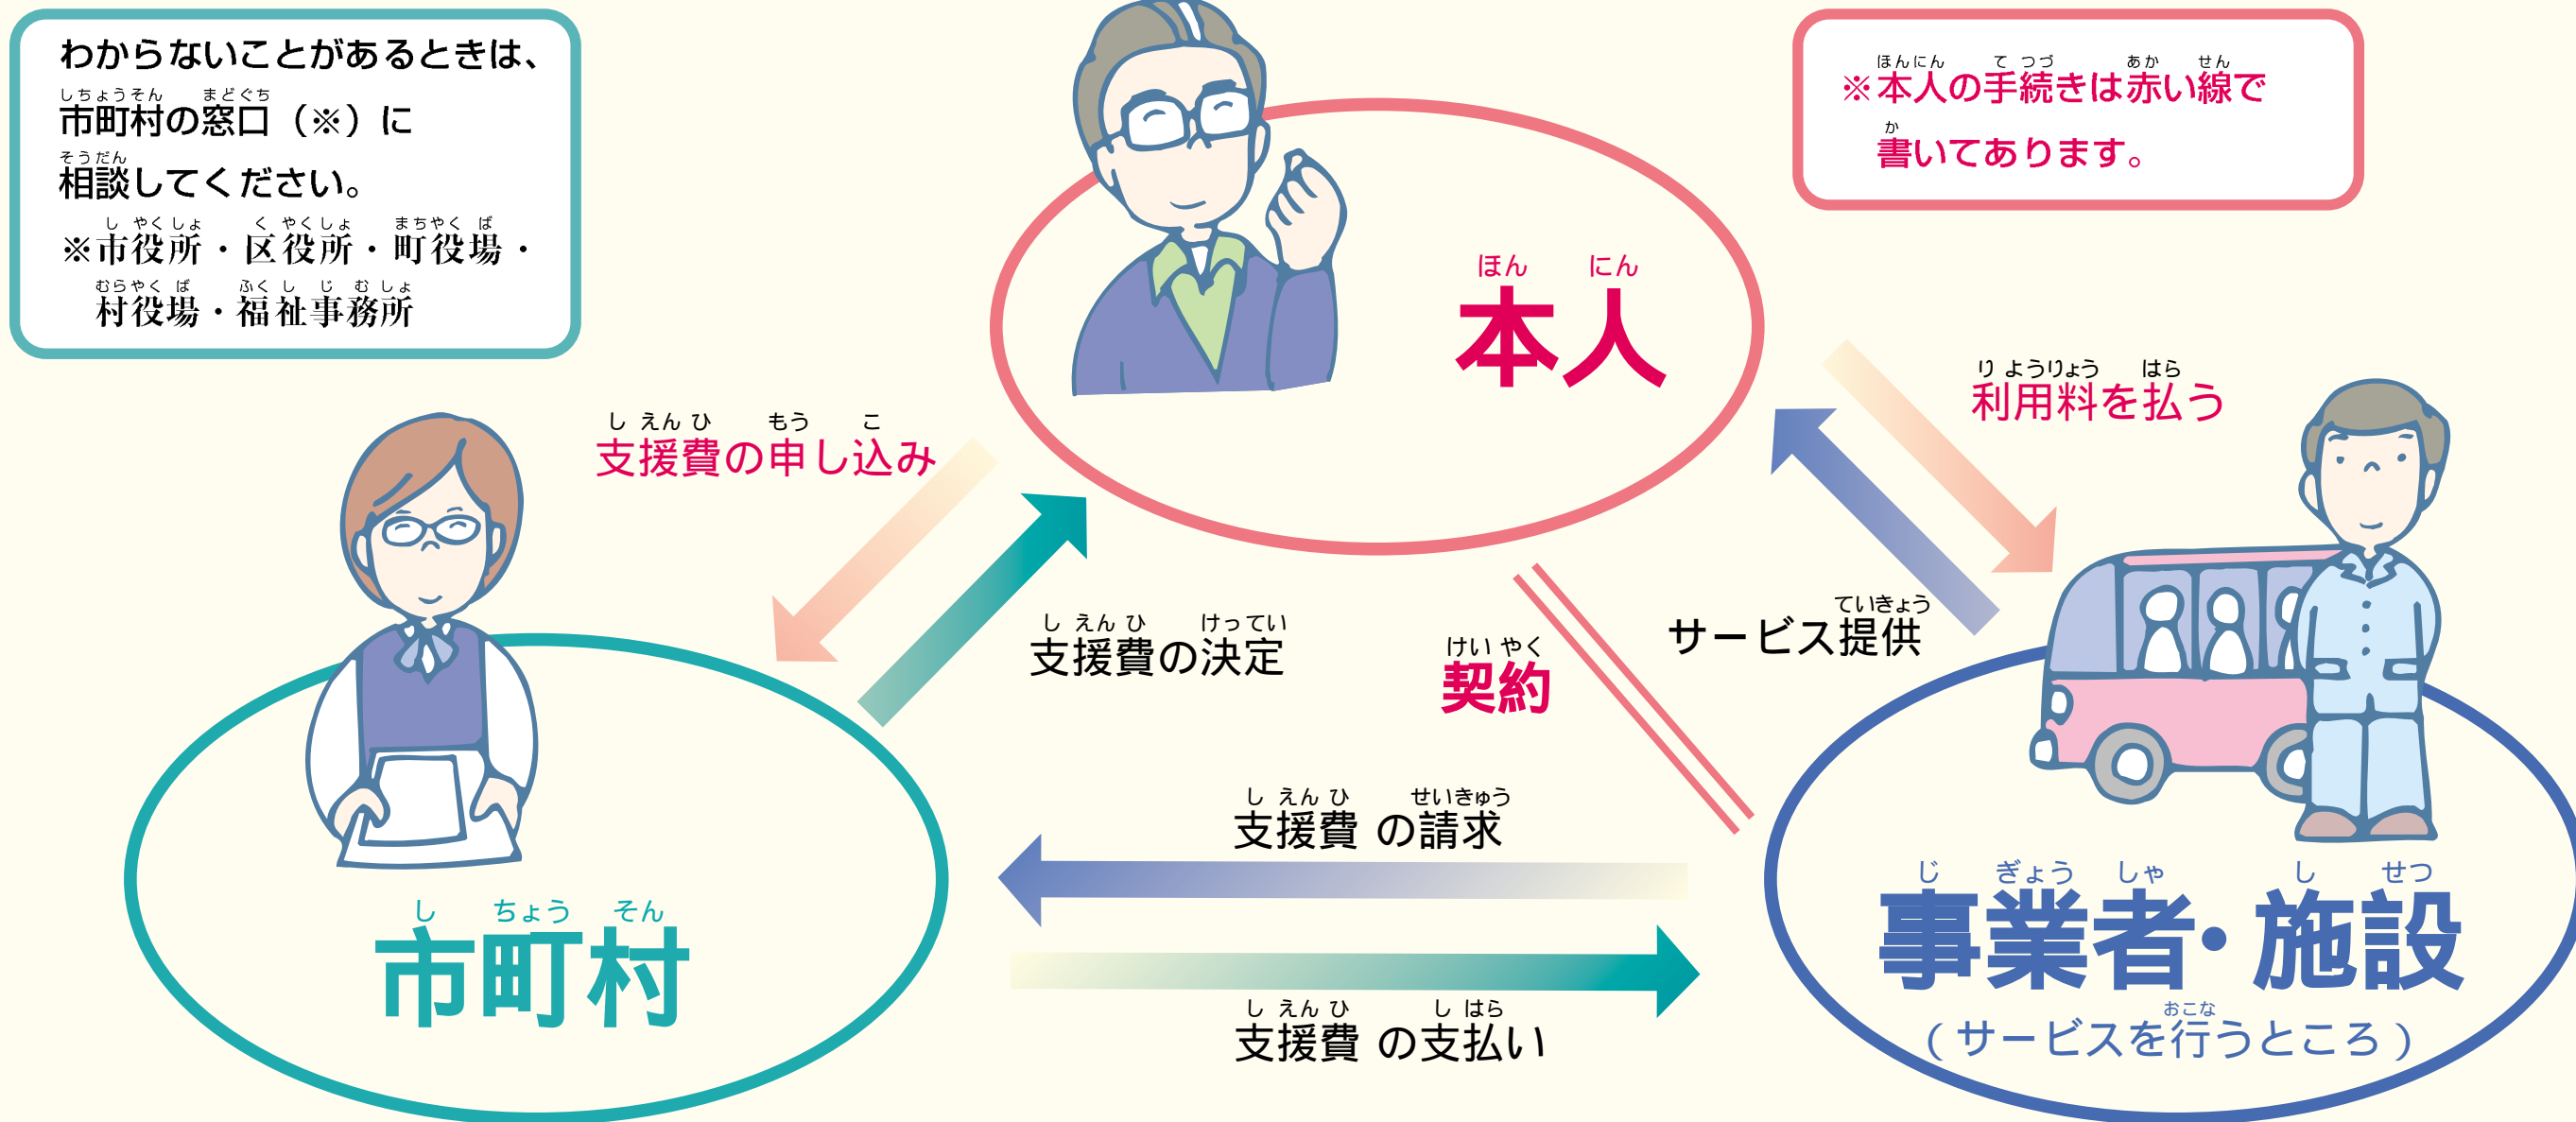 わからないことがあるときは、
しちょうそん まどぐち
市町村の窓口（※）に
そうだん
相談してください。
し やくしょ く やくしょ まちやく ば
※市役所・区役所・町役場・
むらやく ば ふく し じ む しょ
村役場・福祉事務所
ほんにん て つづ あか せん
※本人の手続きは赤い線で
か
書いてあります。
ほん にん
本人
り ようりょう はら
利用料を払う
し えん ひ もう こ
支援費の申し込み
し えん ひ けってい
支援費の決定
けい やく
契約
ていきょう
サービス提供
し えん ひ せいきゅう
支援費 の請求
し えん ひ し はら
支援費 の支払い
し ちょう そん
市町村
じ ぎょう しゃ し せつ
事業者・施設
おこな
（サービスを行うところ）